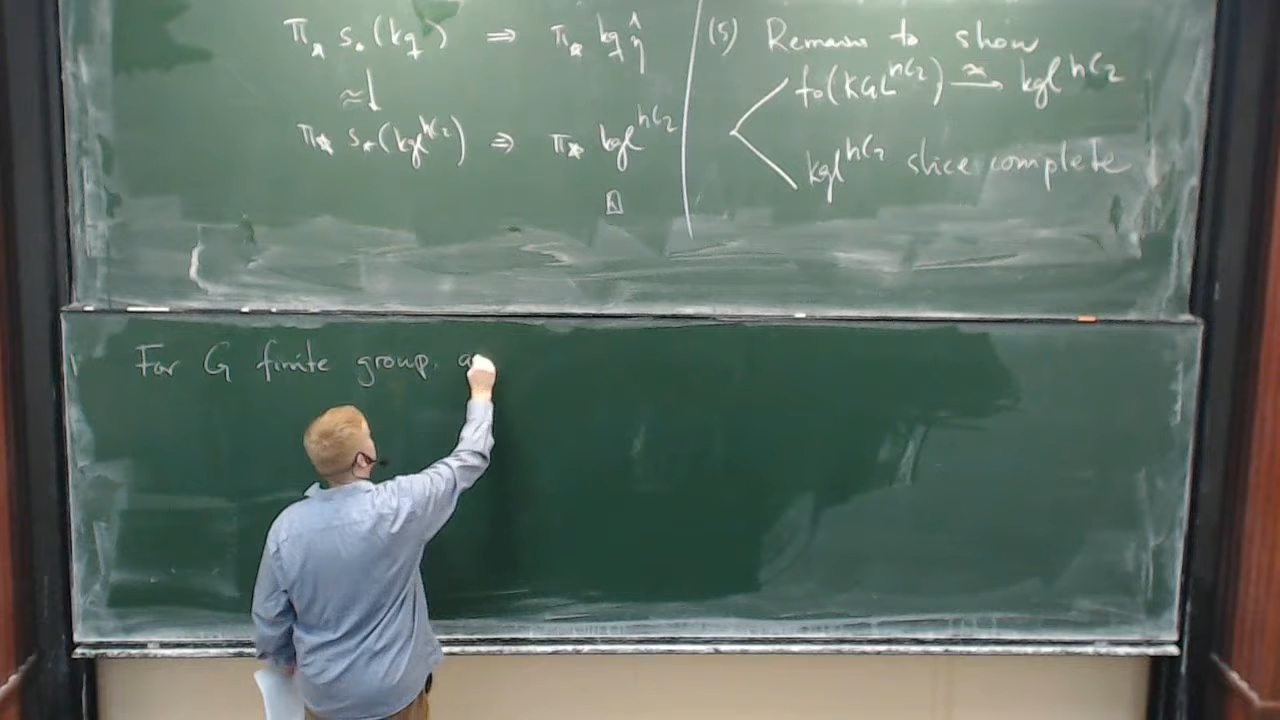 π⋆ s.(kq) ⇒ π⋆ kq^η
≈↓
π⋆ s⋆(kgl^hC₂) ⇒ π⋆ kgl^hC₂
(5) Remains to show
fo(KGL^hC₂) ≃→ kgl^hC₂
kgl^hC₂ slice complete
For G finite group,